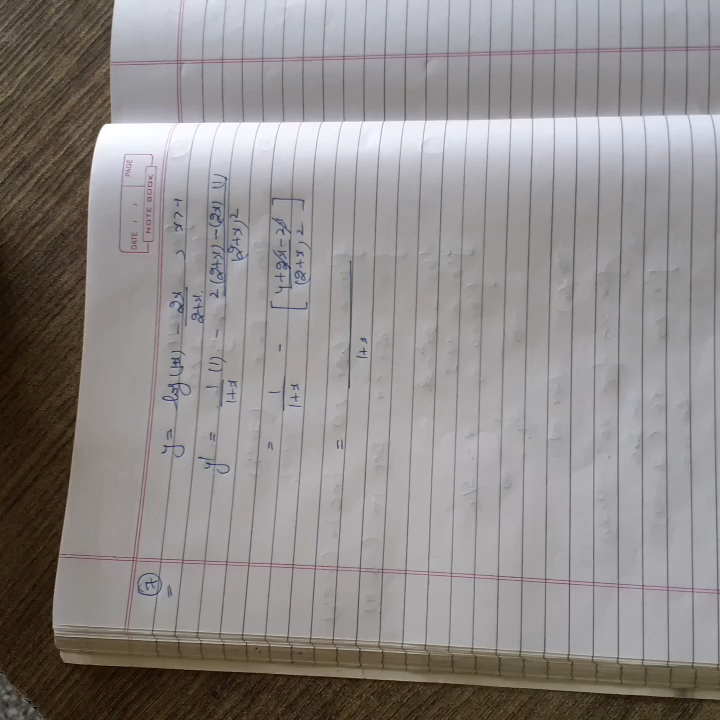 PAGE
DATE / /
NOTE BOOK
⑦ y = log(1+x) - 2x/2+x , x>-1
y' = 1/1+x (1) - 2(2+x) - (2x)(1)/(2+x)²
= 1/1+x - [4+2x-2x/(2+x)²]
= /1+x